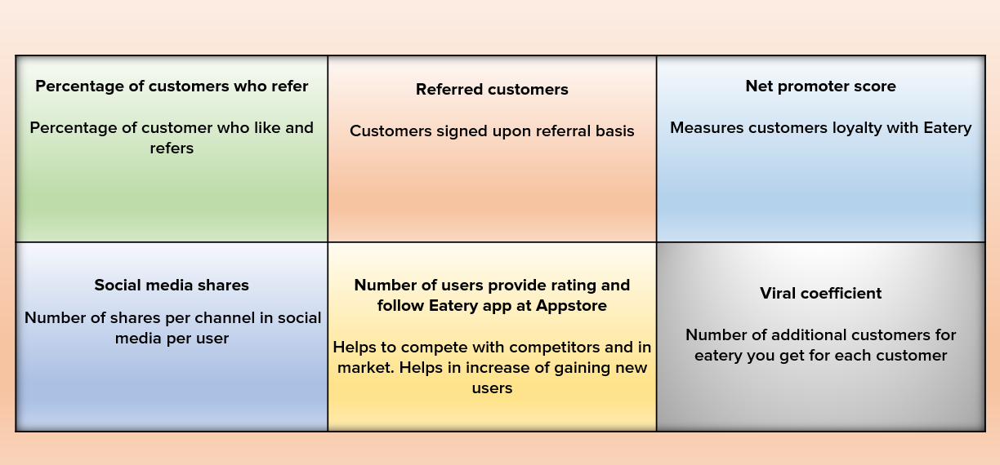 Percentage of customers who refer
Percentage of customer who like and
refers
Referred customers
Customers signed upon referral basis
Net promoter score
Measures customers loyalty with Eatery
Social media shares
Number of shares per channel in social
media per user
Number of users provide rating and
follow Eatery app at Appstore
Helps to compete with competitors and in
market. Helps in increase of gaining new
users
Viral coefficient
Number of additional customers for
eatery you get for each customer